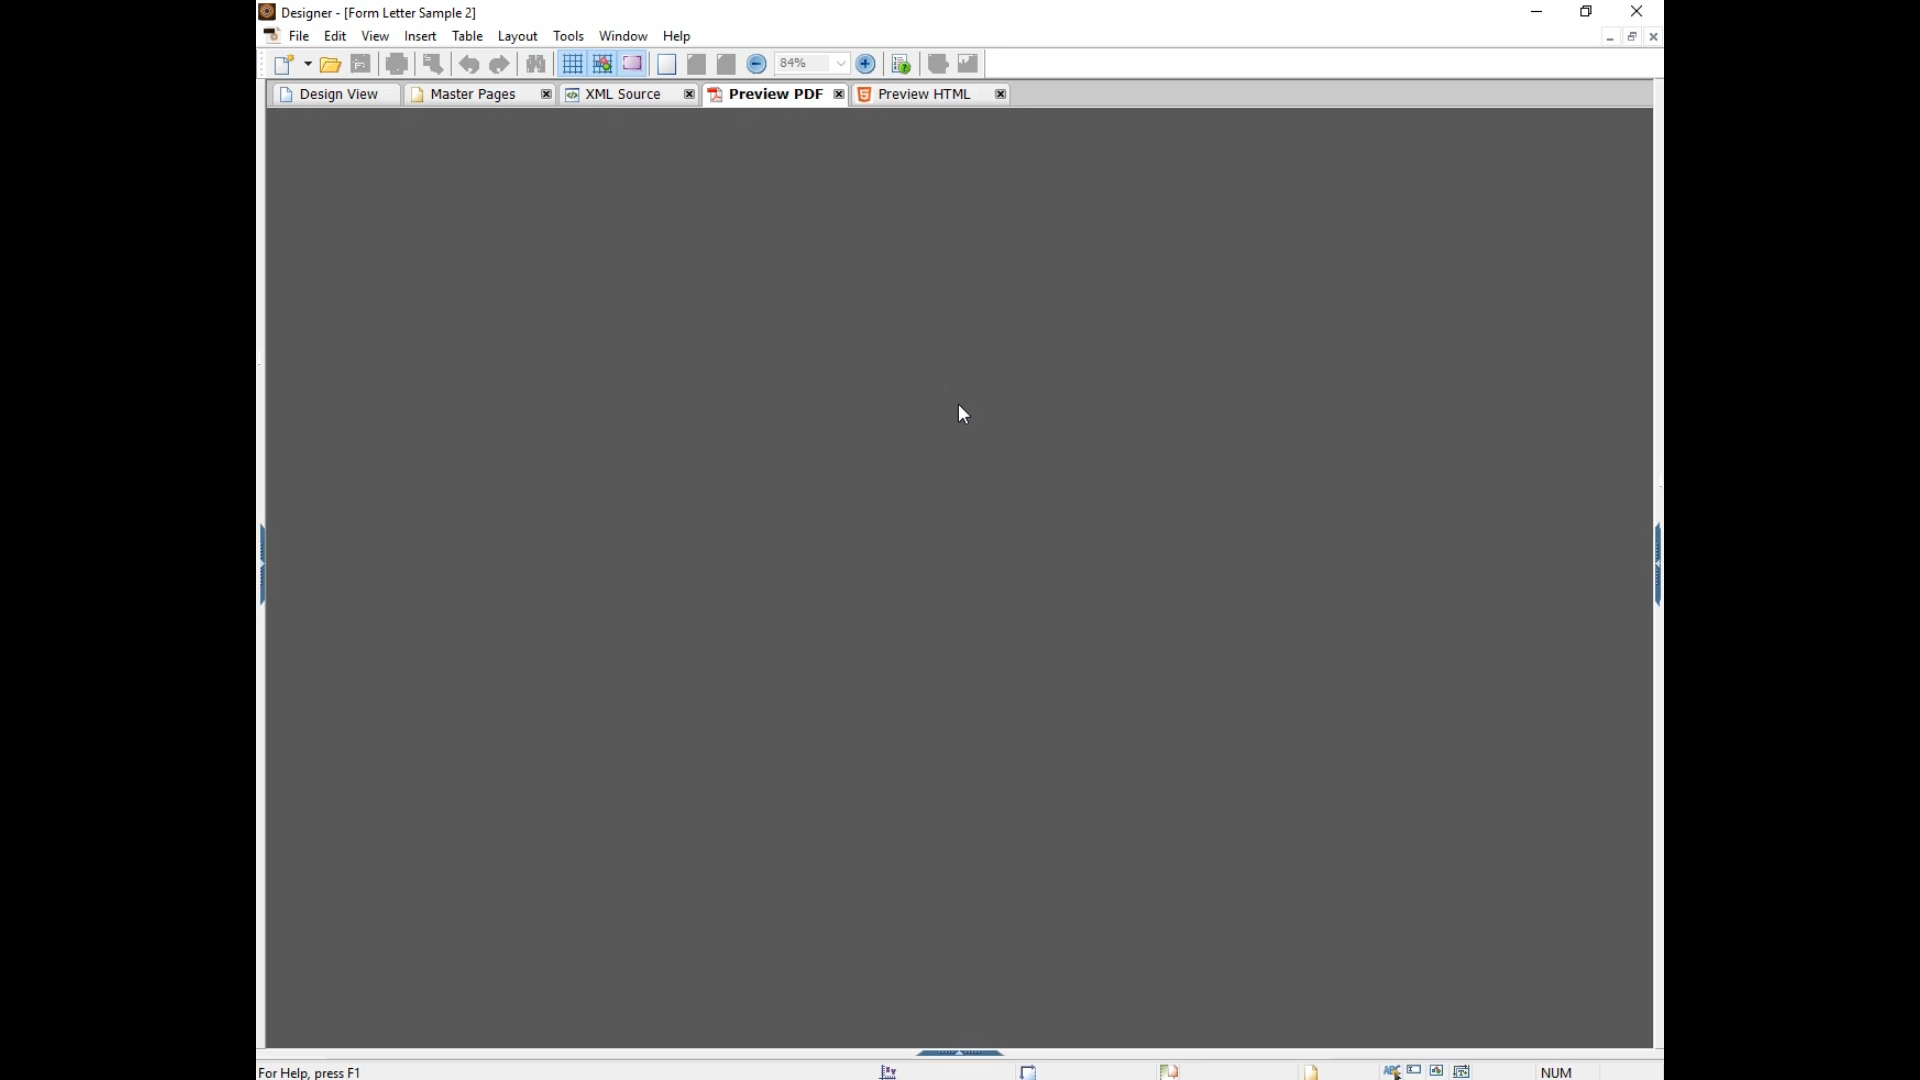 Designer - [Form Letter Sample 2]
File Edit View Insert Table Layout Tools Window Help
84%
Design View Master Pages XML Source Preview PDF Preview HTML
For Help, press F1 NUM